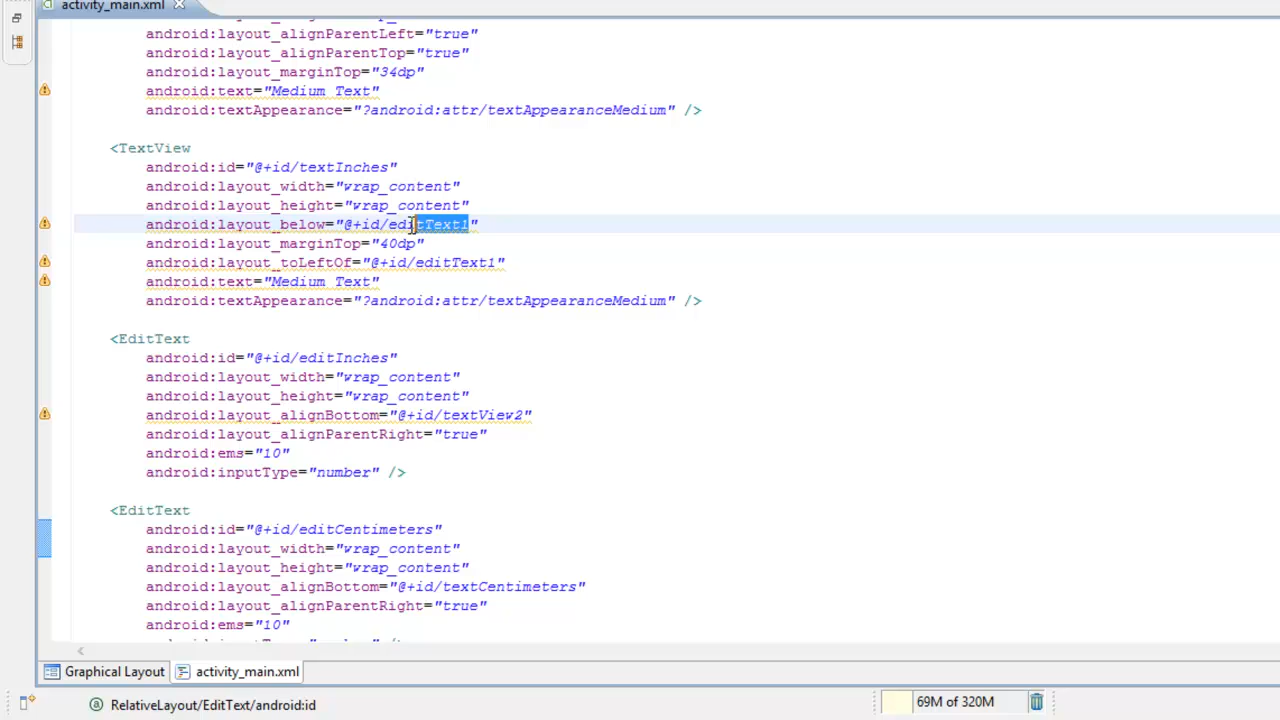 activity_main.xml
android:layout_alignParentLeft="true"
android:layout_alignParentTop="true"
android:layout_marginTop="34dp"
android:text="Medium Text"
android:textAppearance="?android:attr/textAppearanceMedium" />
<TextView
android:id="@+id/textInches"
android:layout_width="wrap_content"
android:layout_height="wrap_content"
android:layout_below="@+id/editText1"
android:layout_marginTop="40dp"
android:layout_toLeftOf="@+id/editText1"
android:text="Medium Text"
android:textAppearance="?android:attr/textAppearanceMedium" />
<EditText
android:id="@+id/editInches"
android:layout_width="wrap_content"
android:layout_height="wrap_content"
android:layout_alignBottom="@+id/textView2"
android:layout_alignParentRight="true"
android:ems="10"
android:inputType="number" />
<EditText
android:id="@+id/editCentimeters"
android:layout_width="wrap_content"
android:layout_height="wrap_content"
android:layout_alignBottom="@+id/textCentimeters"
android:layout_alignParentRight="true"
android:ems="10"
Graphical Layout
activity_main.xml
RelativeLayout/EditText/android:id
69M of 320M